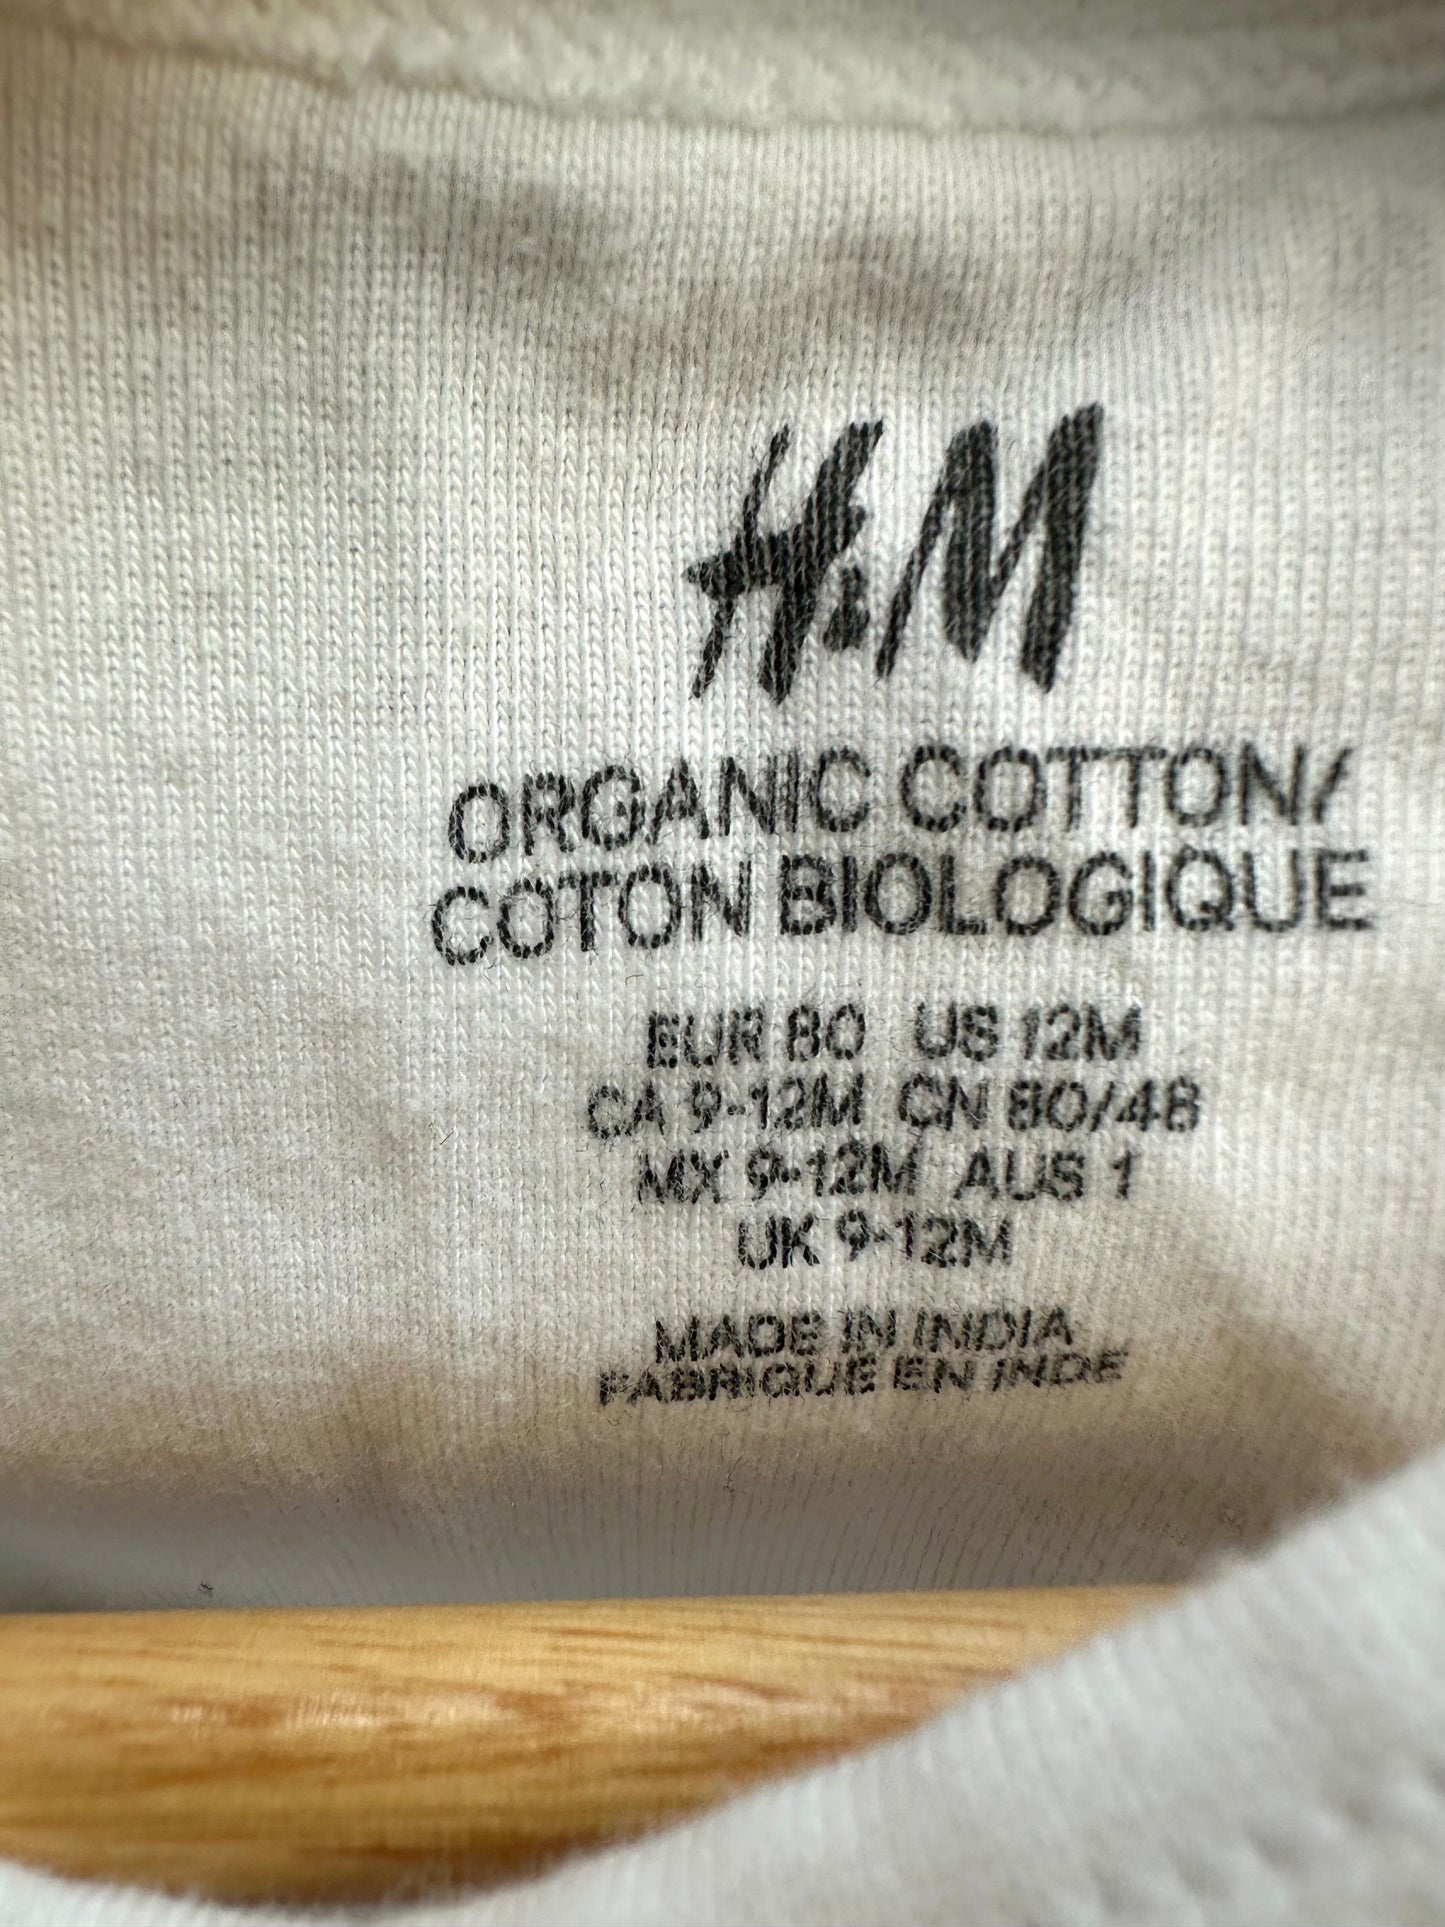 H&M
ORGANIC COTTON/
COTON BIOLOGIQUE
EUR 80 US 12M
CA 9-12M CN 80/48
MX 9-12M AUS 1
UK 9-12M
MADE IN INDIA
FABRIQUE EN INDE